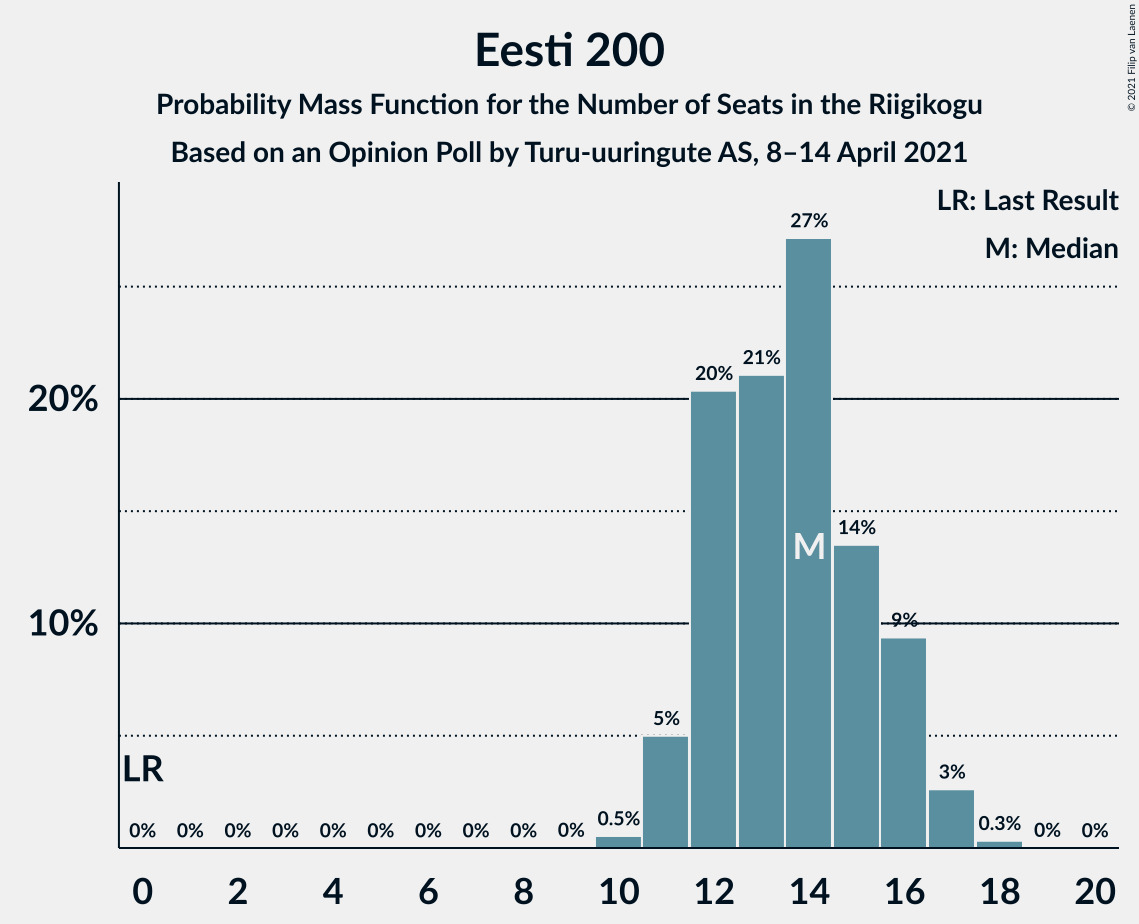 © 2021 Filip van Laenen
Eesti 200
Probability Mass Function for the Number of Seats in the Riigikogu
Based on an Opinion Poll by Turu-uuringute AS, 8–14 April 2021
LR: Last Result
M: Median
27%
21%
20%
20%
14%
M
10%
9%
5%
LR
3%
0% 0% 0% 0% 0% 0% 0% 0% 0% 0% 0.5% 0.3% 0% 0%
0 2 4 6 8 10 12 14 16 18 20